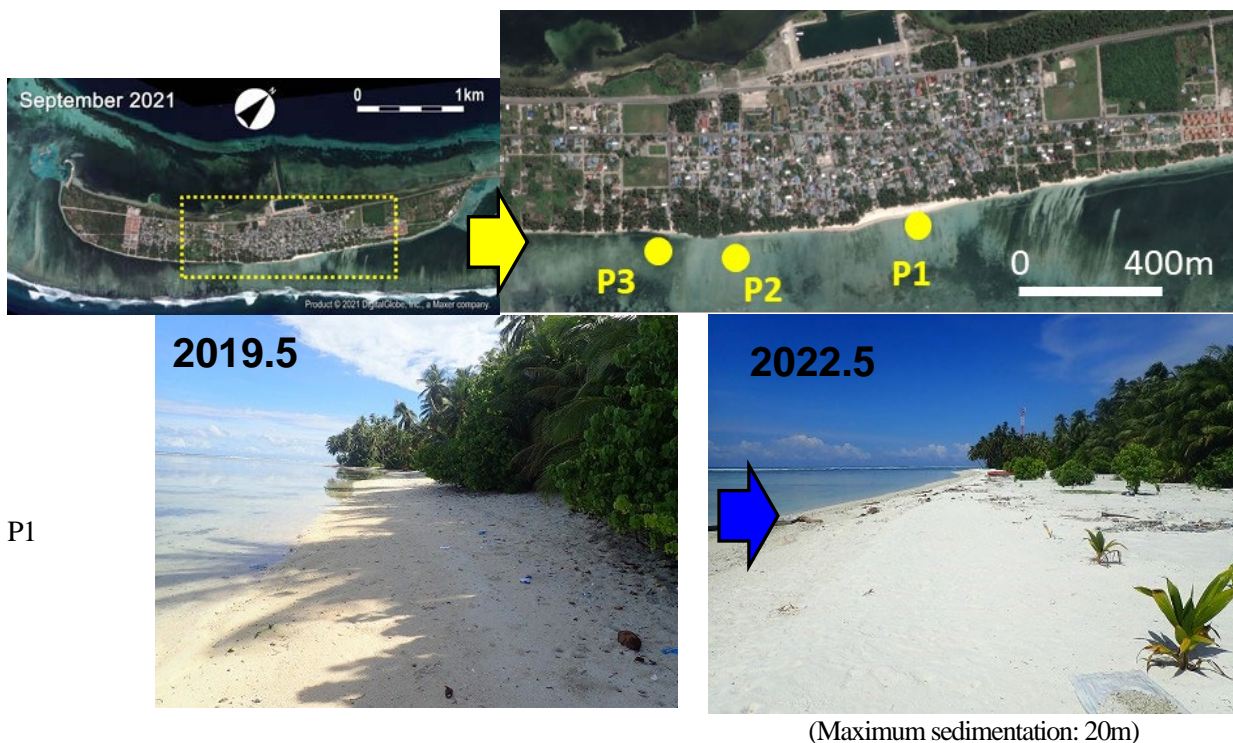 September 2021
N
0 1km
Product © 2021 DigitalGlobe, Inc., a Maxer company.
P3
P2
P1
0 400m
2019.5
2022.5
P1
(Maximum sedimentation: 20m)